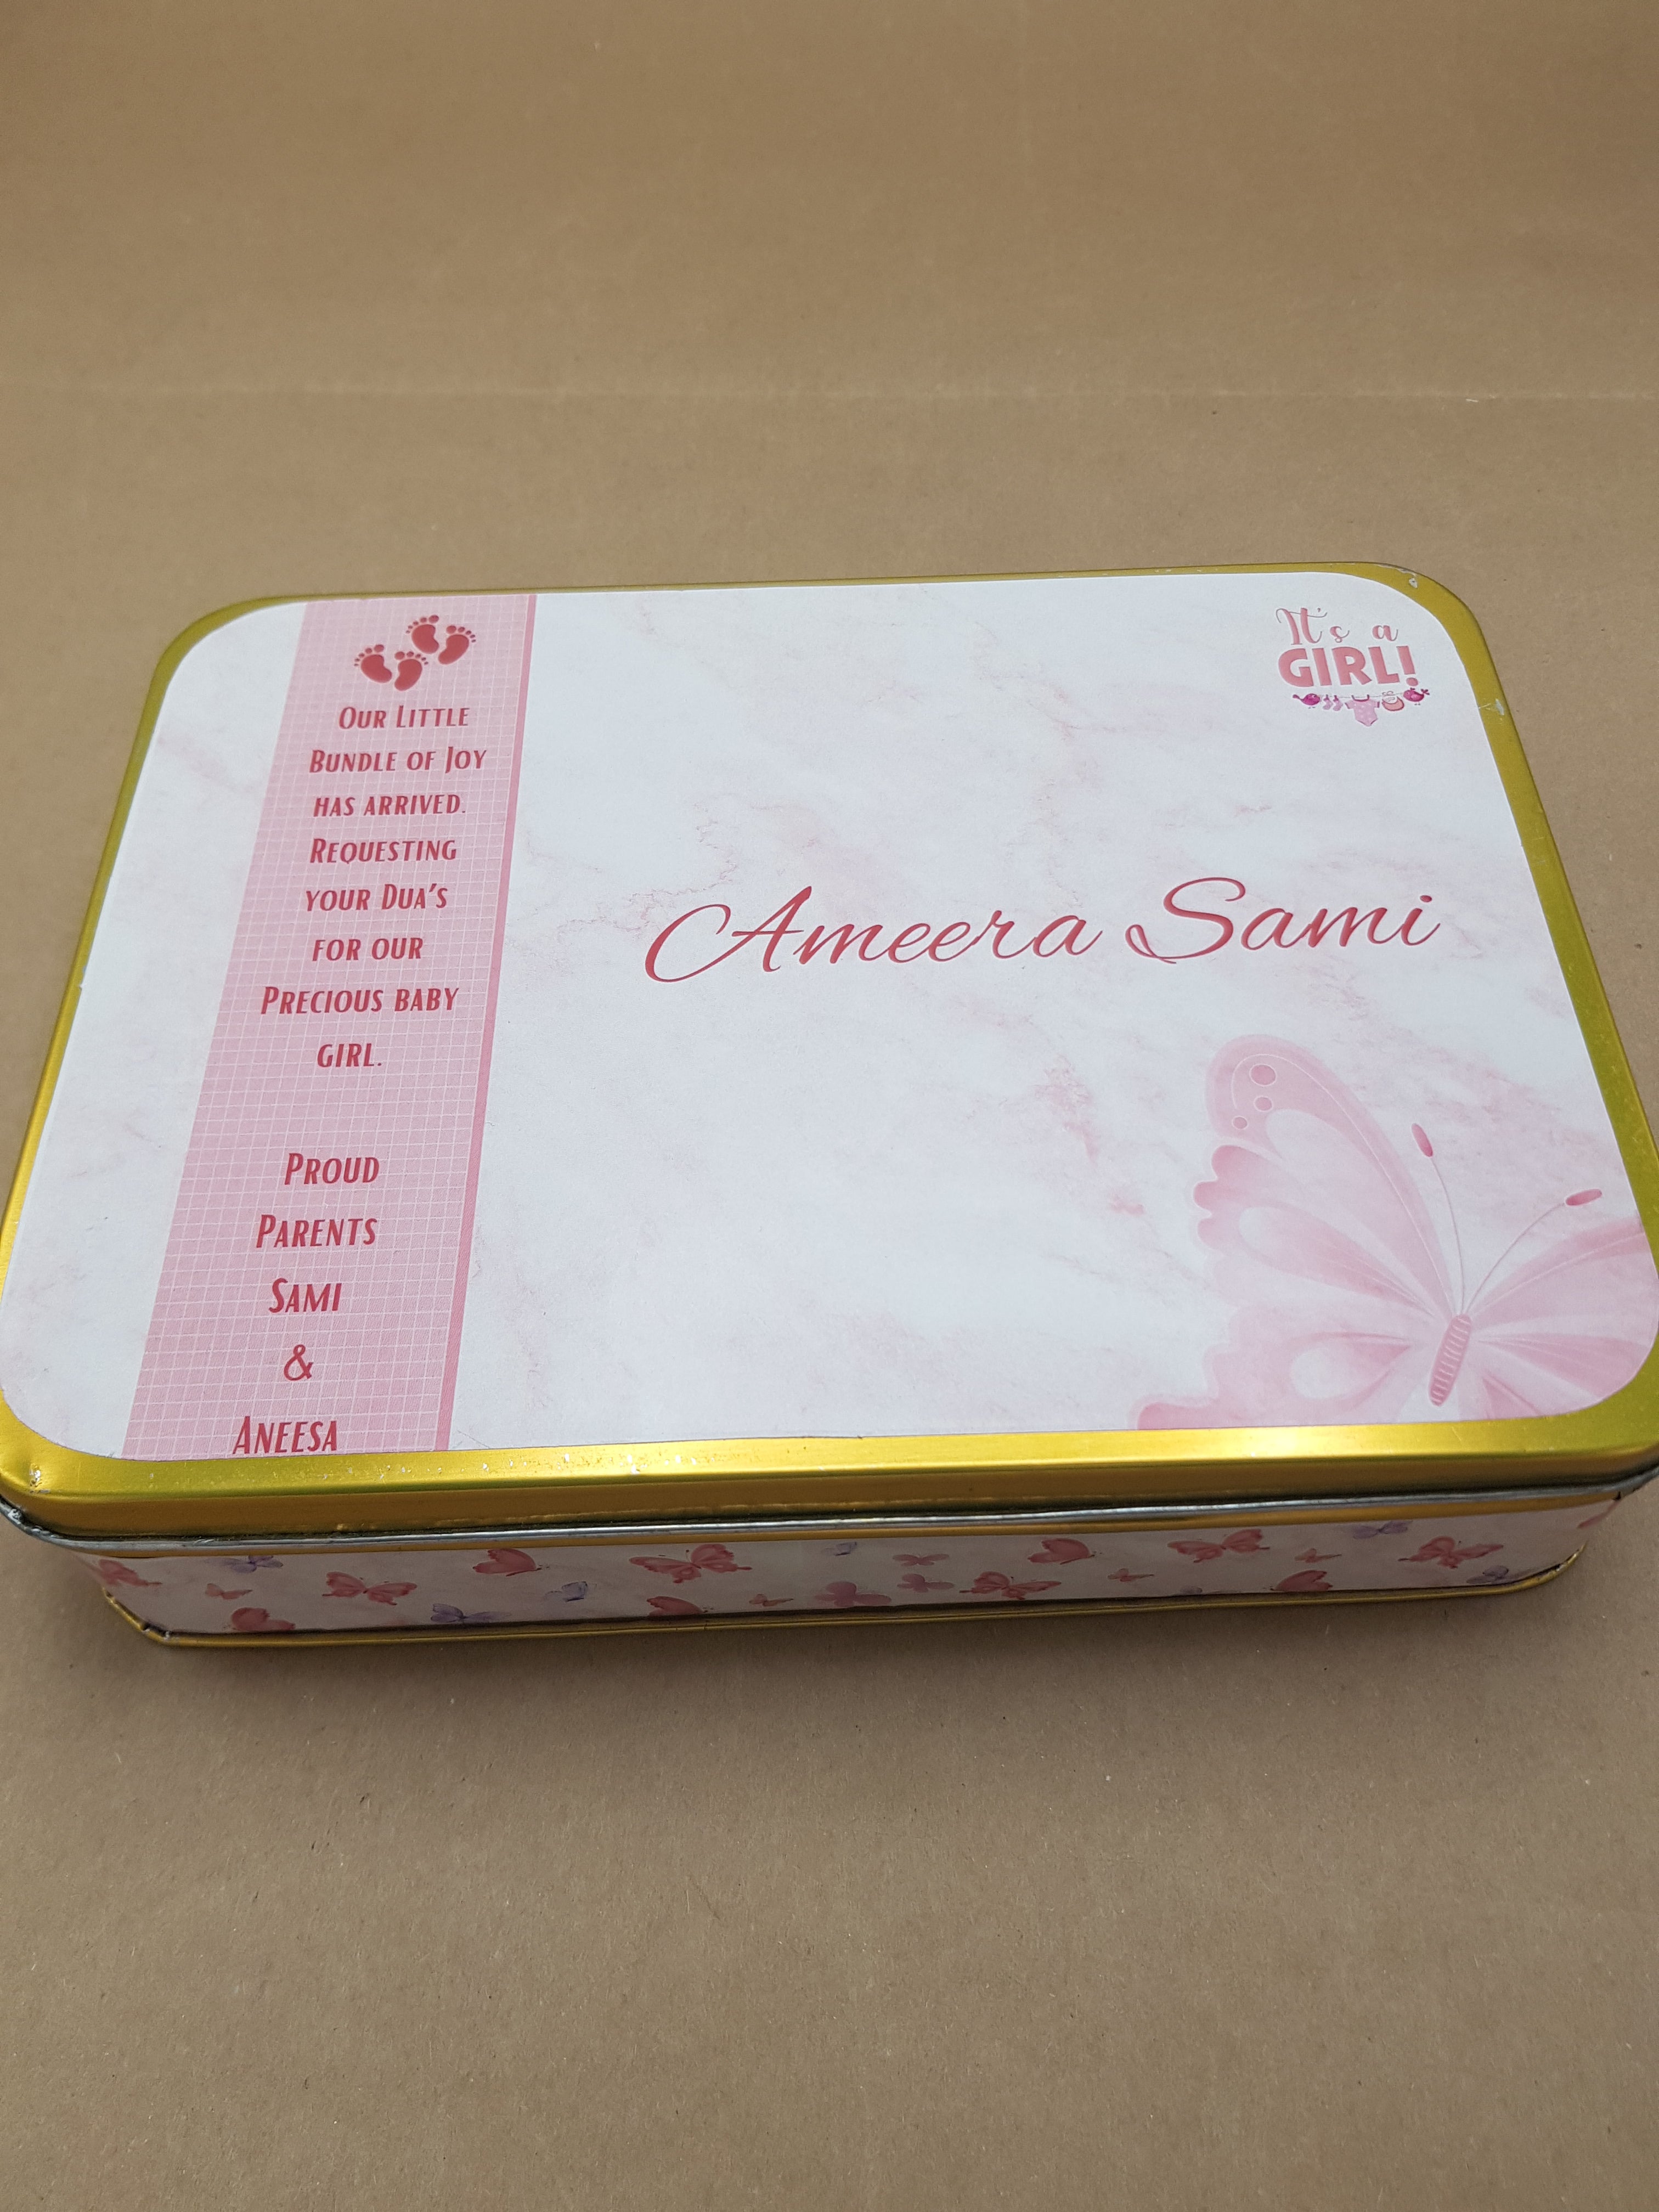 Our Little
Bundle of Joy
has arrived.
Requesting
your Dua's
for our
Precious baby
girl.
Proud
Parents
Sami
&
Aneesa
It's a
GIRL!
Ameera Sami